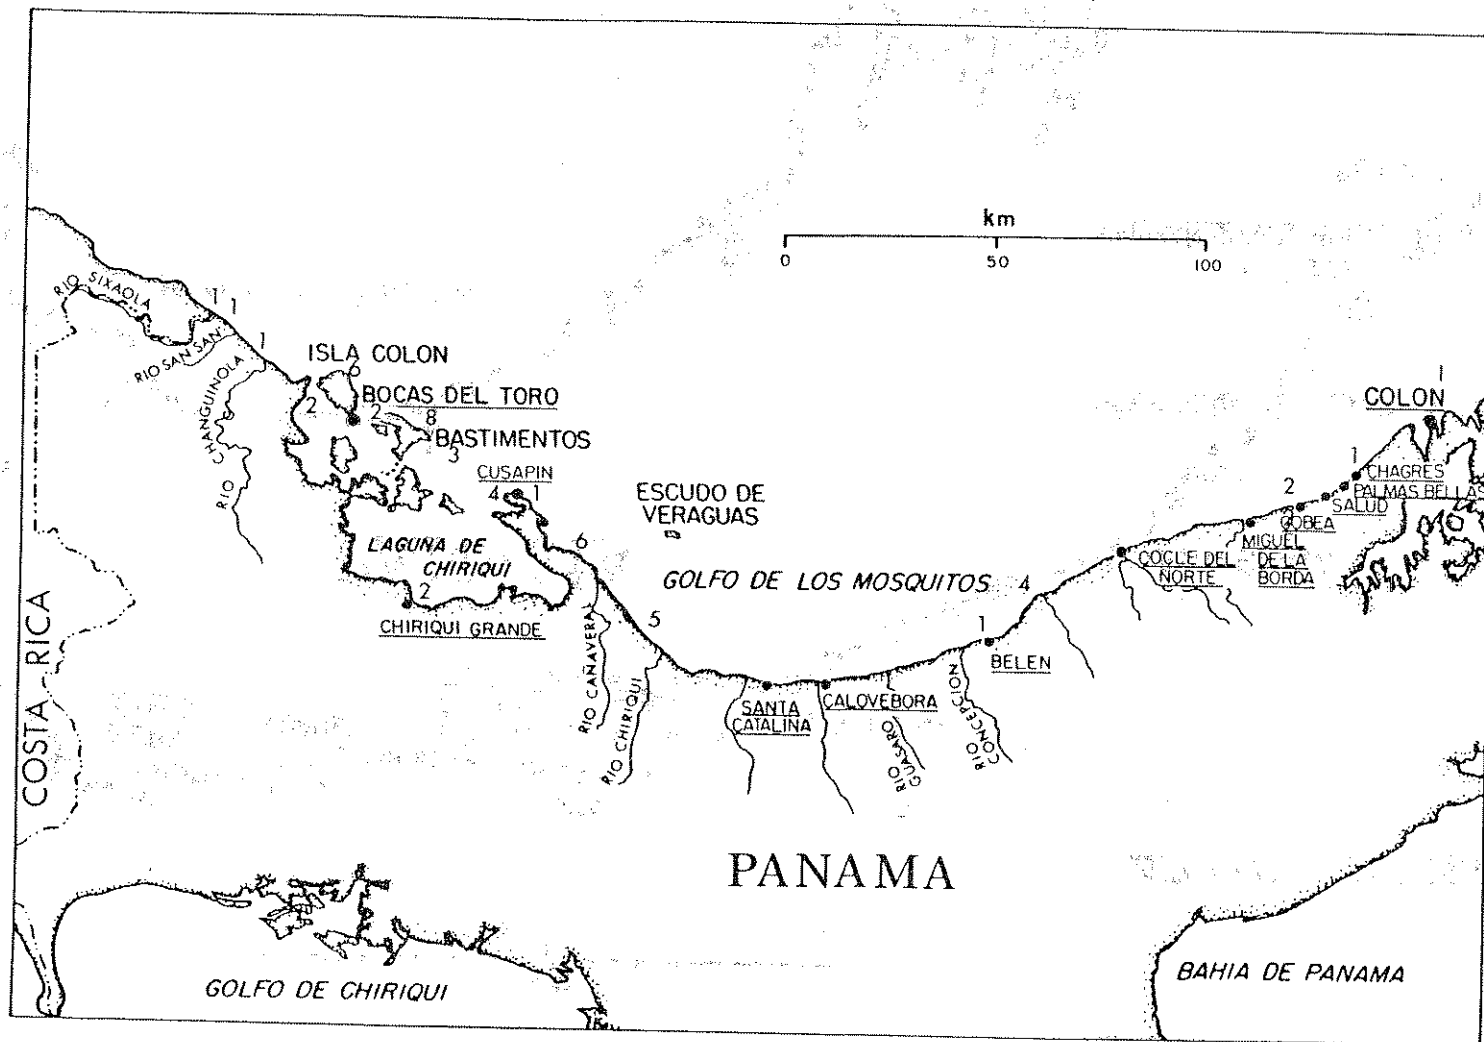 km
0 50 100
RIO SIXAOLA
1
1
1
RIO SAN SAN
RIO CHANGUINOLA
ISLA COLON
6
BOCAS DEL TORO
2
2
8
BASTIMENTOS
3
CUSAPIN
4
1
ESCUDO DE
VERAGUAS
6
LAGUNA DE
CHIRIQUI
2
CHIRIQUI GRANDE
GOLFO DE LOS MOSQUITOS
5
RIO CAÑAVERAL
RIO CHIRIQUI
SANTA
CATALINA
CALOVEBORA
RIO
GUASARO
RIO
CONCEPCION
1
BELEN
4
COCLE DEL
NORTE
MIGUEL
DE LA
BORDA
2
GOBEA
SALUD
PALMAS BELLAS
1
CHAGRES
COLON
1
COSTA RICA
PANAMA
GOLFO DE CHIRIQUI
BAHIA DE PANAMA